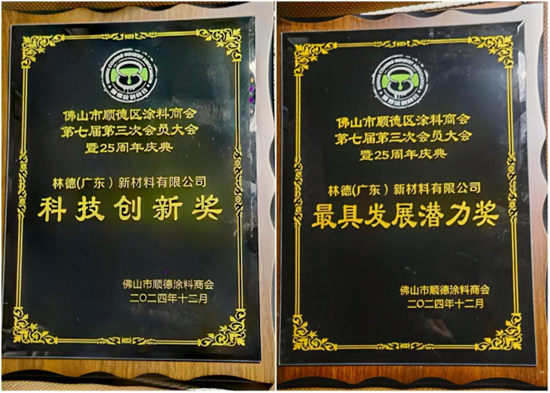 佛山市顺德区涂料商会
第七届第三次会员大会
暨25周年庆典
林德(广东)新材料有限公司
科技创新奖
佛山市顺德涂料商会
二〇二四年十二月
佛山市顺德区涂料商会
第七届第三次会员大会
暨25周年庆典
林德(广东)新材料有限公司
最具发展潜力奖
佛山市顺德涂料商会
二〇二四年十二月